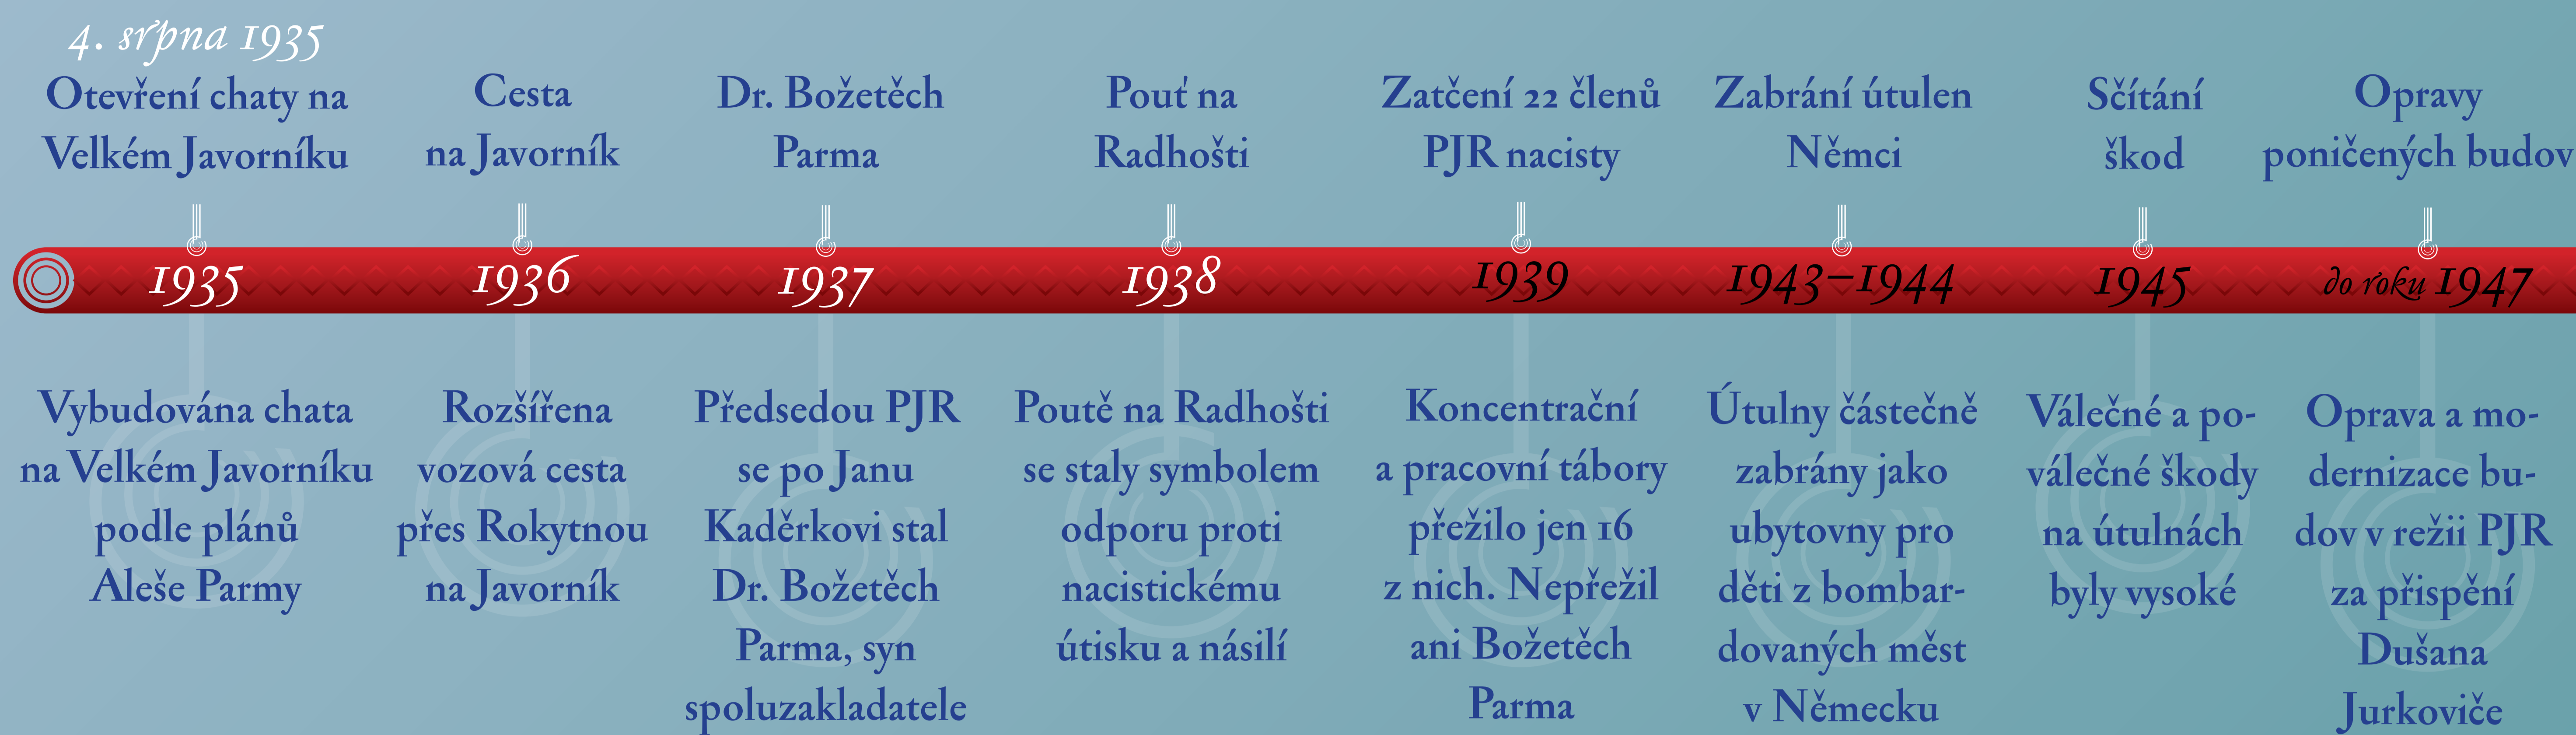 4. srpna 1935
Otevření chaty na
Velkém Javorníku
1935
Vybudována chata
na Velkém Javorníku
podle plánů
Aleše Parmy
Cesta
na Javorník
1936
Rozšířena
vozová cesta
přes Rokytnou
na Javorník
Dr. Božetěch
Parma
1937
Předsedou PJR
se po Janu
Kaděrkovi stal
Dr. Božetěch
Parma, syn
spoluzakladatele
Pouť na
Radhošti
1938
Poutě na Radhošti
se staly symbolem
odporu proti
nacistickému
útisku a násilí
Zatčení 22 členů
PJR nacisty
1939
Koncentrační
a pracovní tábory
přežilo jen 16
z nich. Nepřežil
ani Božetěch
Parma
Zabrání útulen
Němci
1943–1944
Útulny částečně
zabrány jako
ubytovny pro
děti z bombar-
dovaných měst
v Německu
Sčítání
škod
1945
Válečné a po-
válečné škody
na útulnách
byly vysoké
Opravy
poničených budov
do roku 1947
Oprava a mo-
dernizace bu-
dov v režii PJR
za přispění
Dušana
Jurkoviče